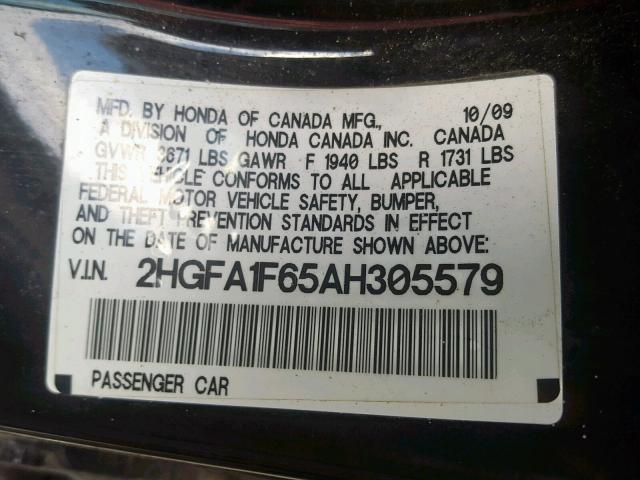 MFD. BY HONDA OF CANADA MFG., 10/09
A DIVISION OF HONDA CANADA INC. CANADA
GVWR 3671 LBS GAWR F 1940 LBS R 1731 LBS
THIS VEHICLE CONFORMS TO ALL APPLICABLE
FEDERAL MOTOR VEHICLE SAFETY, BUMPER,
AND THEFT PREVENTION STANDARDS IN EFFECT
ON THE DATE OF MANUFACTURE SHOWN ABOVE:
V.I.N. 2HGFA1F65AH305579
PASSENGER CAR